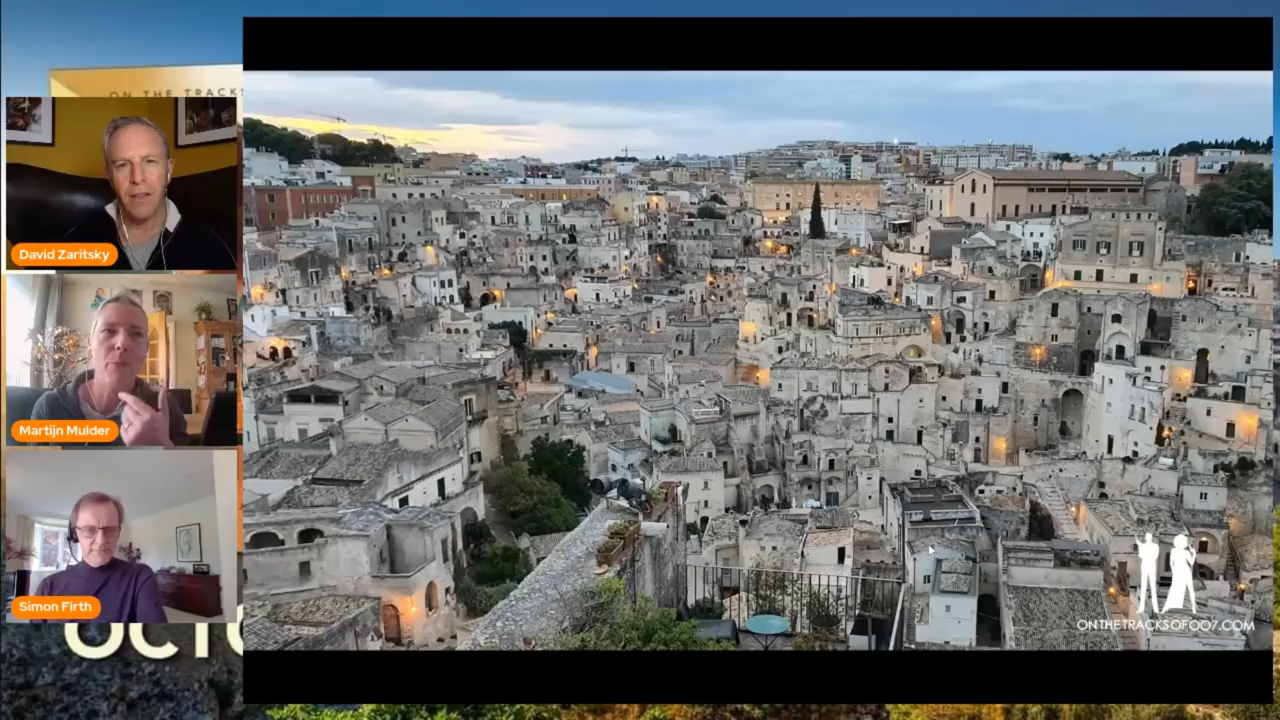 ON THE TRACKS
David Zaritsky
Martijn Mulder
Simon Firth
OCTO
ONTHETRACKSOF007.COM